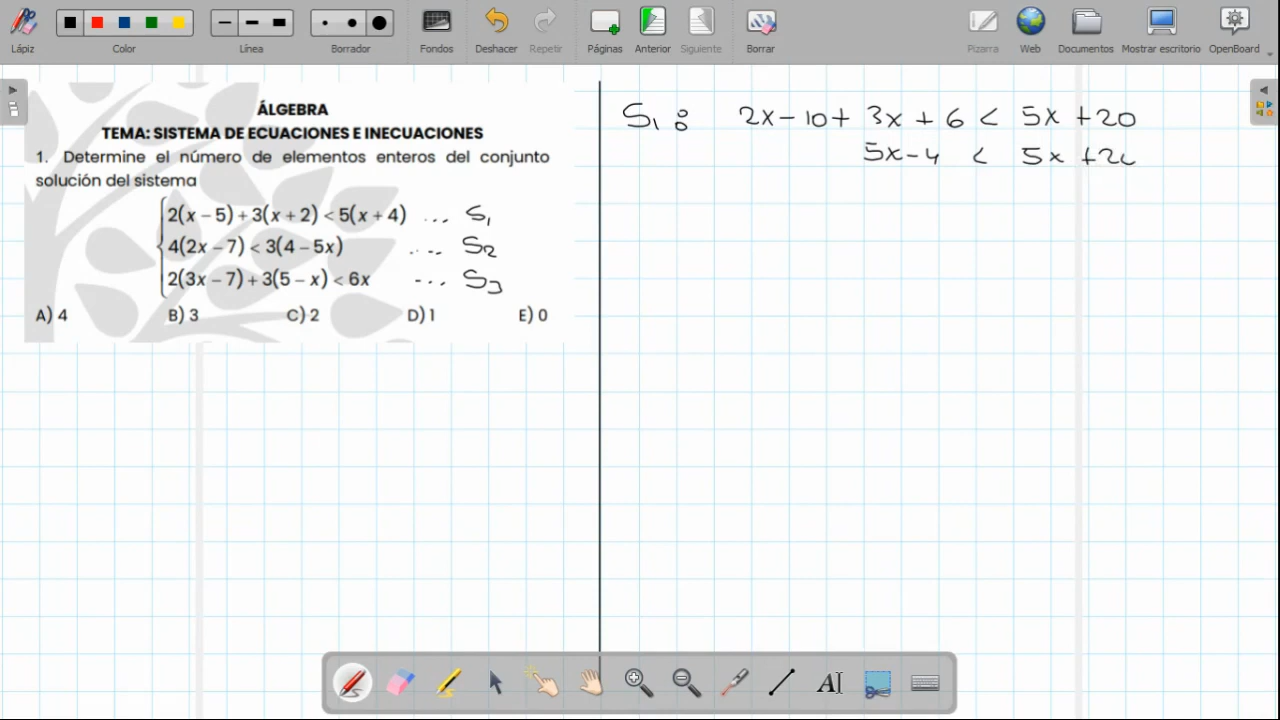 Lápiz Color Línea Borrador Fondos Deshacer Repetir Páginas Anterior Siguiente Borrar Pizarra Web Documentos Mostrar escritorio OpenBoard
ÁLGEBRA
TEMA: SISTEMA DE ECUACIONES E INECUACIONES
1. Determine el número de elementos enteros del conjunto
solución del sistema
2(x – 5) + 3(x + 2) < 5(x + 4) ... S₁
4(2x – 7) < 3(4 – 5x) .... S₂
2(3x – 7) + 3(5 – x) < 6x ... S₃
A) 4 B) 3 C) 2 D) 1 E) 0
S₁ : 2x – 10 + 3x + 6 < 5x + 20
5x – 4 < 5x
AI